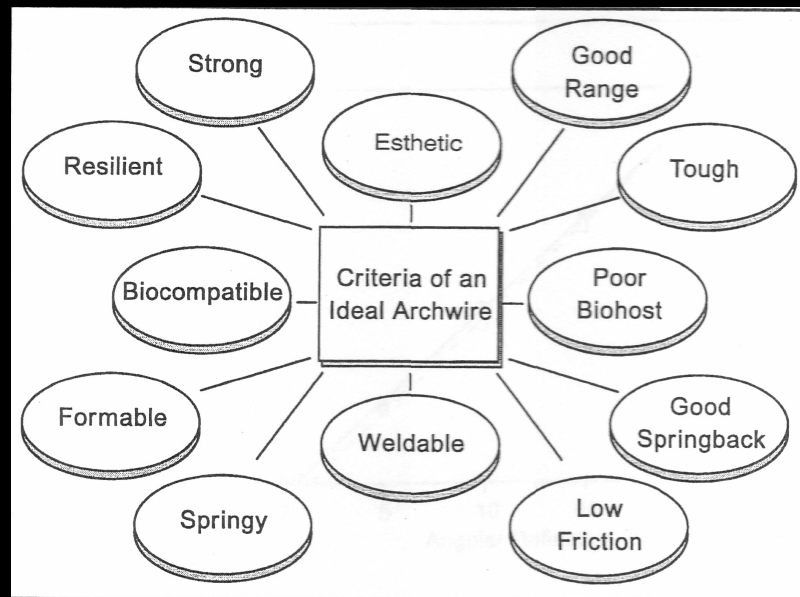 Strong
Good
Range
Esthetic
Resilient
Tough
Criteria of an
Ideal Archwire
Biocompatible
Poor
Biohost
Formable
Good
Springback
Weldable
Springy
Low
Friction